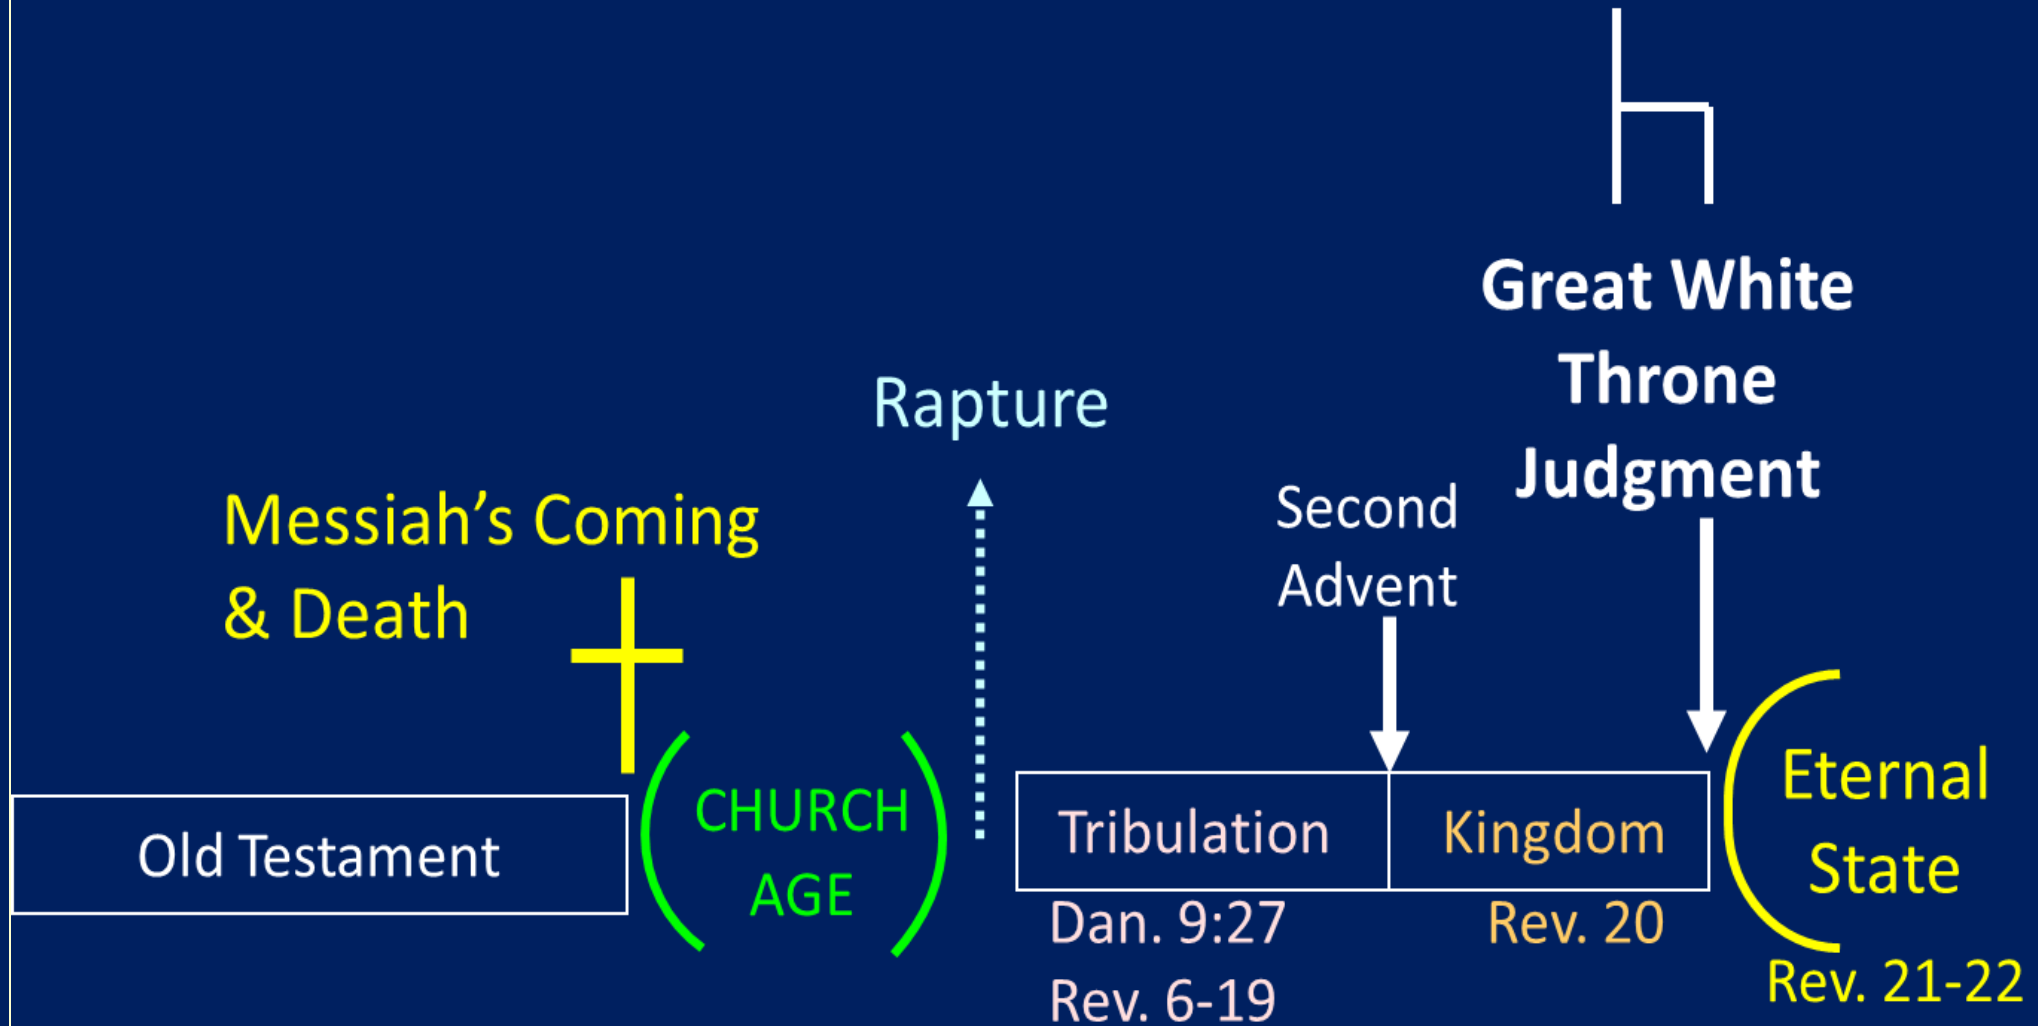 Great White
Throne
Judgment
Rapture
Messiah’s Coming
& Death
Second
Advent
Old Testament
CHURCH
AGE
Tribulation
Dan. 9:27
Rev. 6-19
Kingdom
Rev. 20
Eternal
State
Rev. 21-22